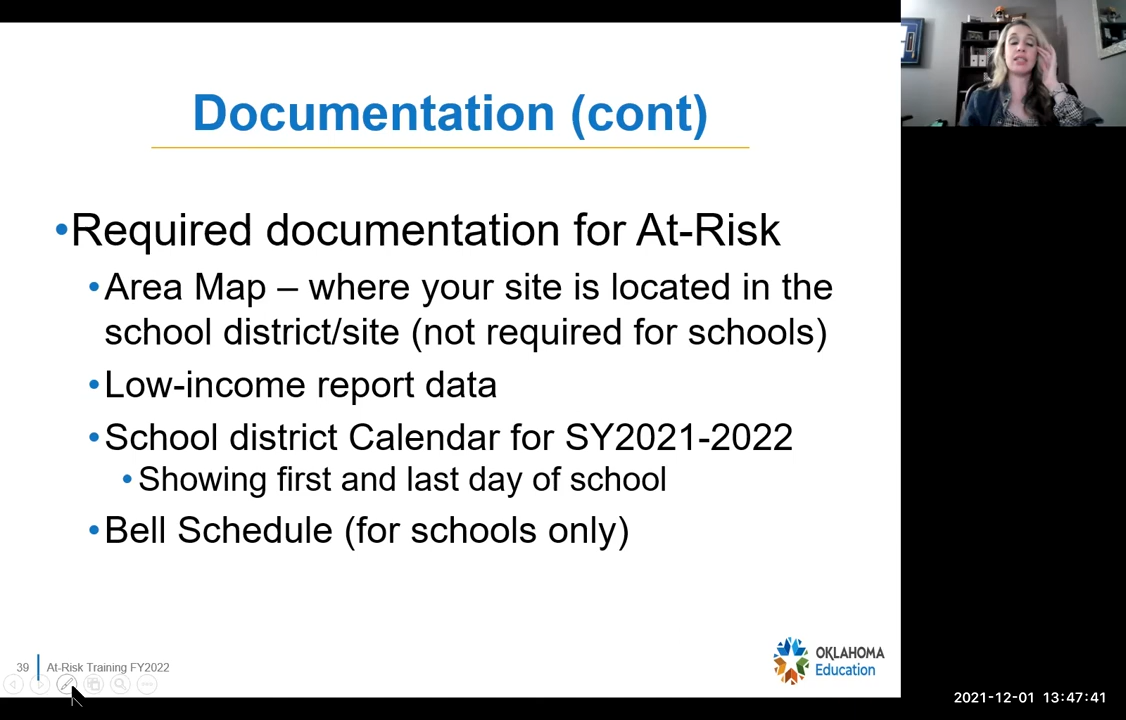 Documentation (cont)
•Required documentation for At-Risk
•Area Map – where your site is located in the
school district/site (not required for schools)
•Low-income report data
•School district Calendar for SY2021-2022
•Showing first and last day of school
•Bell Schedule (for schools only)
39
At-Risk Training FY2022
OKLAHOMA
Education
2021-12-01 13:47:41